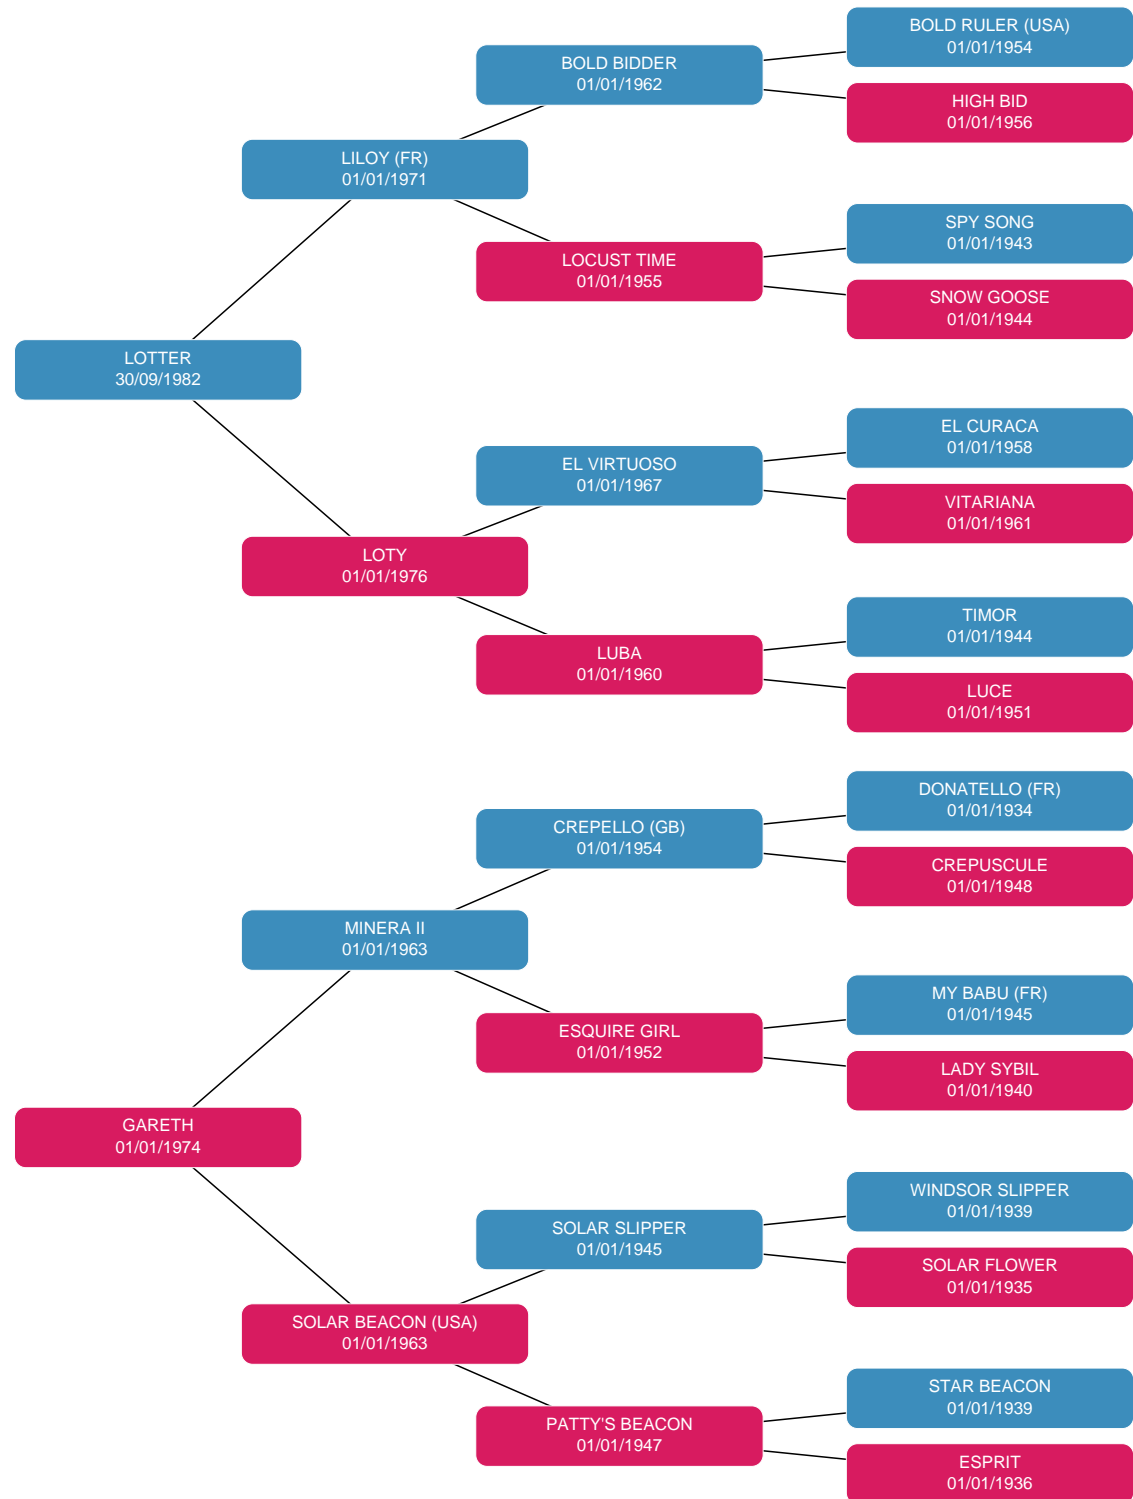 BOLD RULER (USA)
01/01/1954
BOLD BIDDER
01/01/1962
HIGH BID
01/01/1956
LILOY (FR)
01/01/1971
SPY SONG
01/01/1943
LOCUST TIME
01/01/1955
SNOW GOOSE
01/01/1944
LOTTER
30/09/1982
EL CURACA
01/01/1958
EL VIRTUOSO
01/01/1967
VITARIANA
01/01/1961
LOTY
01/01/1976
TIMOR
01/01/1944
LUBA
01/01/1960
LUCE
01/01/1951
DONATELLO (FR)
01/01/1934
CREPELLO (GB)
01/01/1954
CREPUSCULE
01/01/1948
MINERA II
01/01/1963
MY BABU (FR)
01/01/1945
ESQUIRE GIRL
01/01/1952
LADY SYBIL
01/01/1940
GARETH
01/01/1974
WINDSOR SLIPPER
01/01/1939
SOLAR SLIPPER
01/01/1945
SOLAR FLOWER
01/01/1935
SOLAR BEACON (USA)
01/01/1963
STAR BEACON
01/01/1939
PATTY'S BEACON
01/01/1947
ESPRIT
01/01/1936